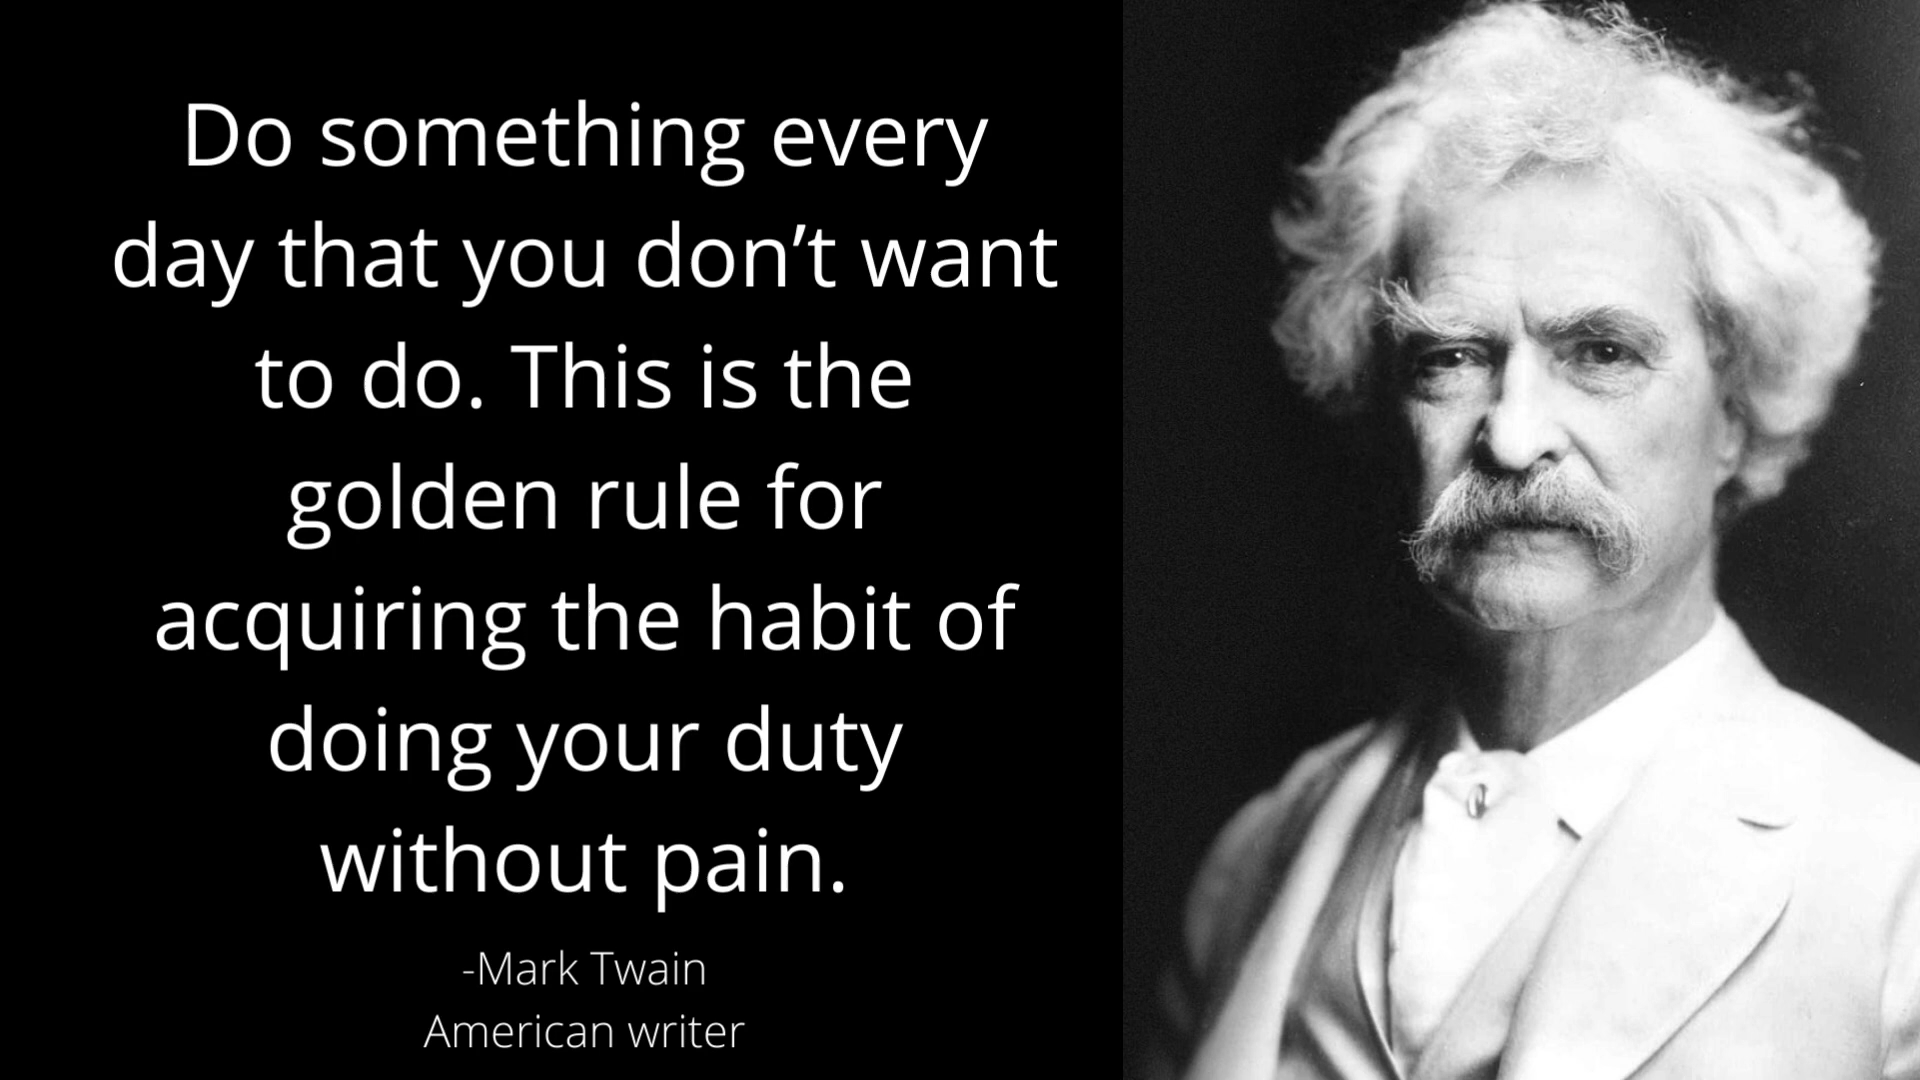 Do something every
day that you don’t want
to do. This is the
golden rule for
acquiring the habit of
doing your duty
without pain.
-Mark Twain
American writer